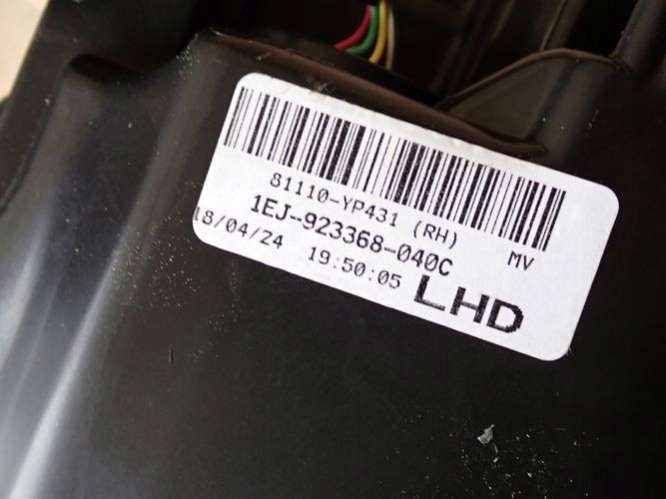 81110-YP431 (RH)
1EJ-923368-040C MV
18/04/24 19:50:05 LHD